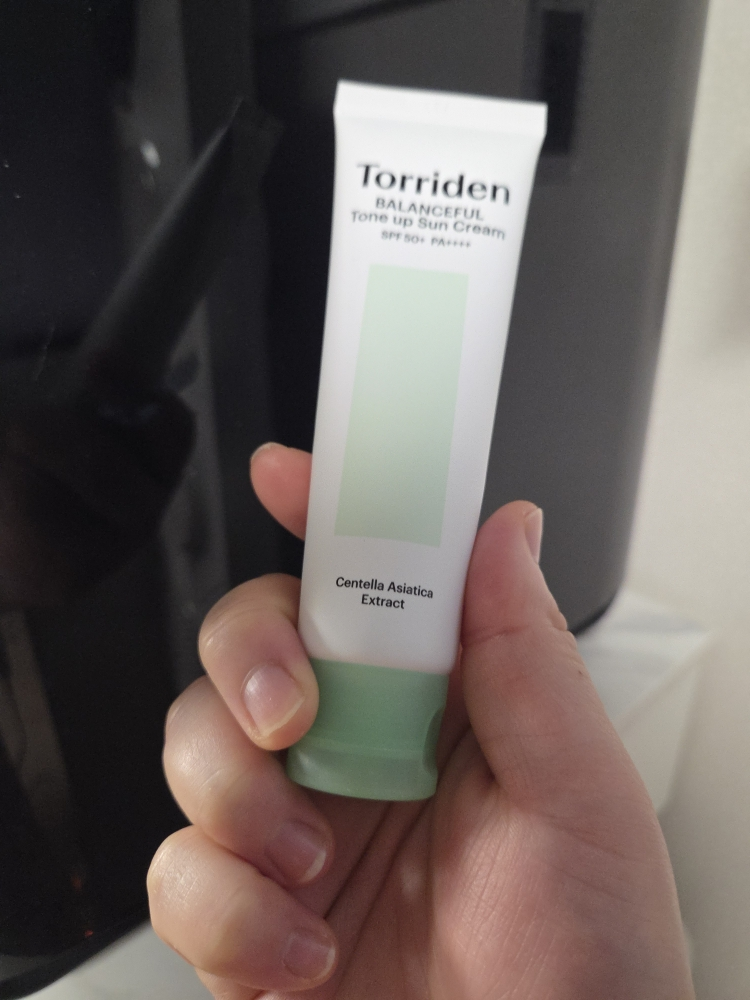 Torriden
BALANCEFUL
Tone up Sun Cream
SPF50+ PA++++
Centella Asiatica
Extract